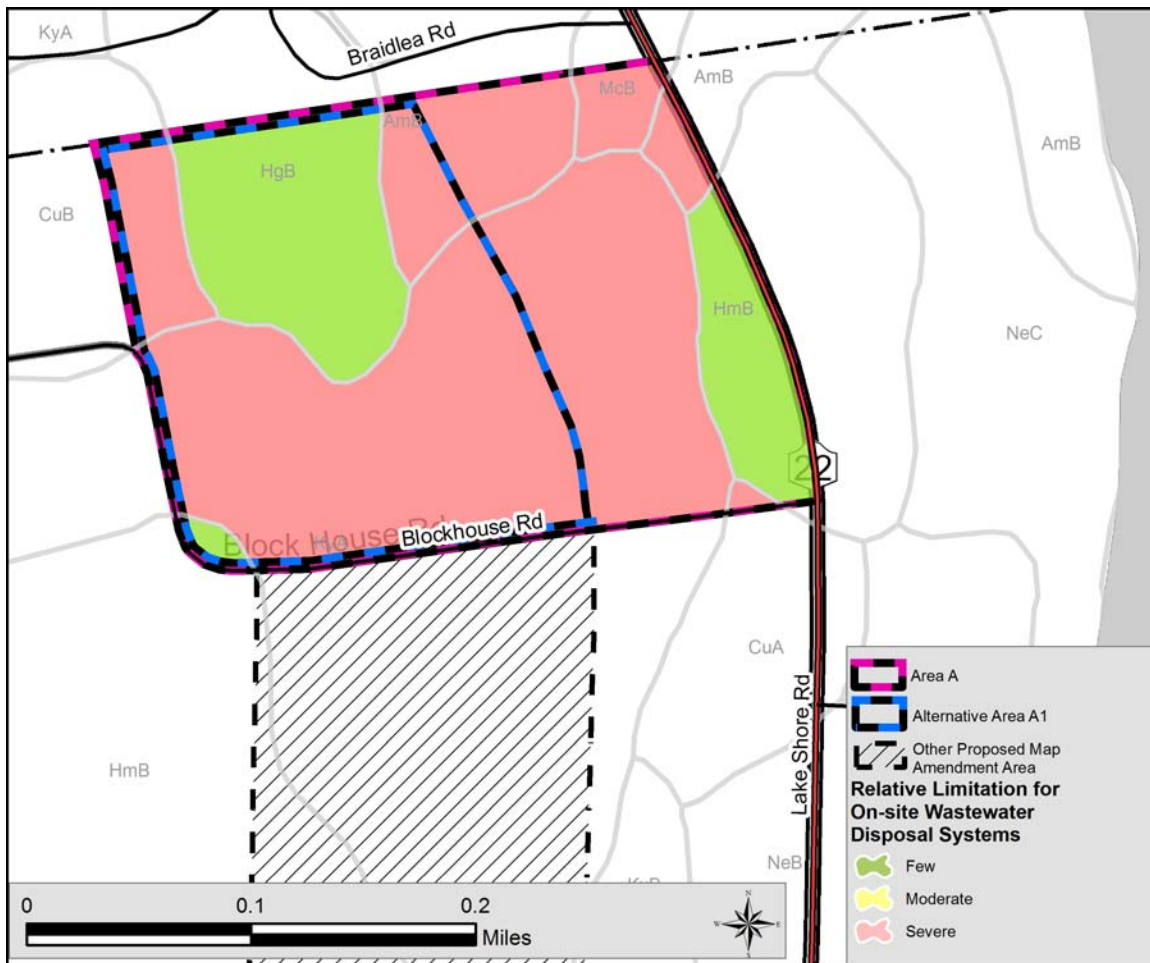 KyA
Braidlea Rd
McB
AmB
AmB
AmB
HgB
CuB
HmB
NeC
22
Block House Rd
Blockhouse Rd
CuA
Lake Shore Rd
HmB
NeB
Area A
Alternative Area A1
Other Proposed Map
Amendment Area
Relative Limitation for
On-site Wastewater
Disposal Systems
Few
Moderate
Severe
0
0.1
0.2
Miles
N
W
E
S